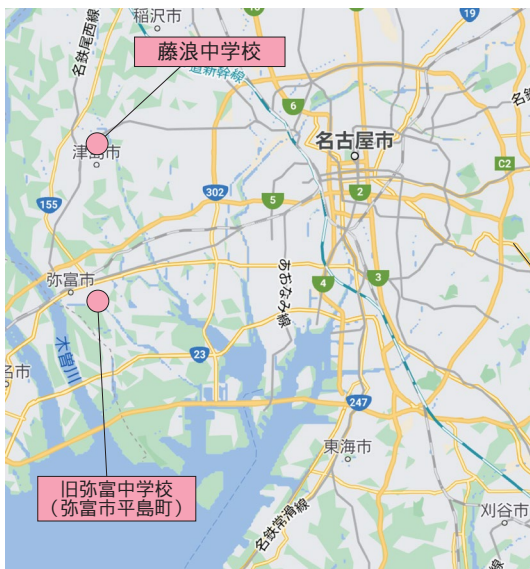 稲沢市
19
名鉄尾西線
藤浪中学校
道新幹線
6
名古屋市
津島市
C2
302
155
5
2
弥富市
あおなみ線
4
3
木曽川
23
名市
247
東海市
旧弥富中学校
（弥富市平島町）
名鉄常滑線
刈谷市